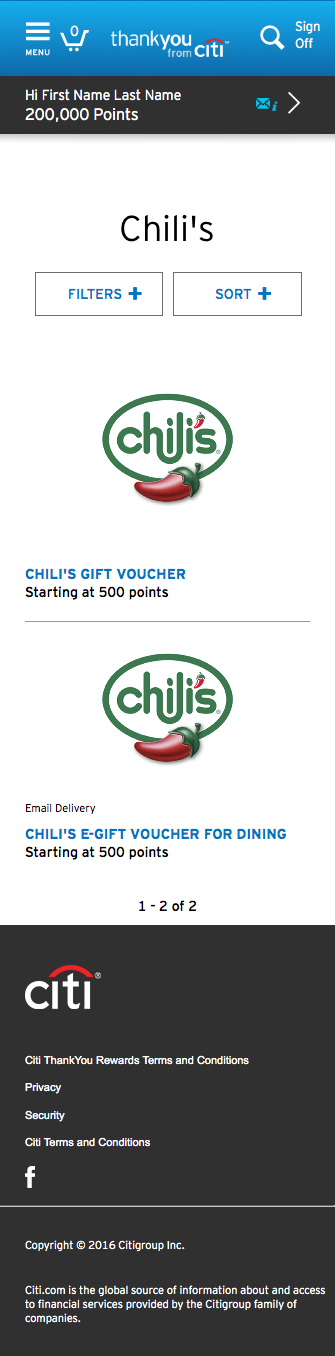 MENU
0
thankyou
from citi
Sign
Off
Hi First Name Last Name
200,000 Points
Chili's
FILTERS +
SORT +
chili's
CHILI'S GIFT VOUCHER
Starting at 500 points
chili's
Email Delivery
CHILI'S E-GIFT VOUCHER FOR DINING
Starting at 500 points
1 - 2 of 2
citi®
Citi ThankYou Rewards Terms and Conditions
Privacy
Security
Citi Terms and Conditions
f
Copyright © 2016 Citigroup Inc.
Citi.com is the global source of information about and access
to financial services provided by the Citigroup family of
companies.